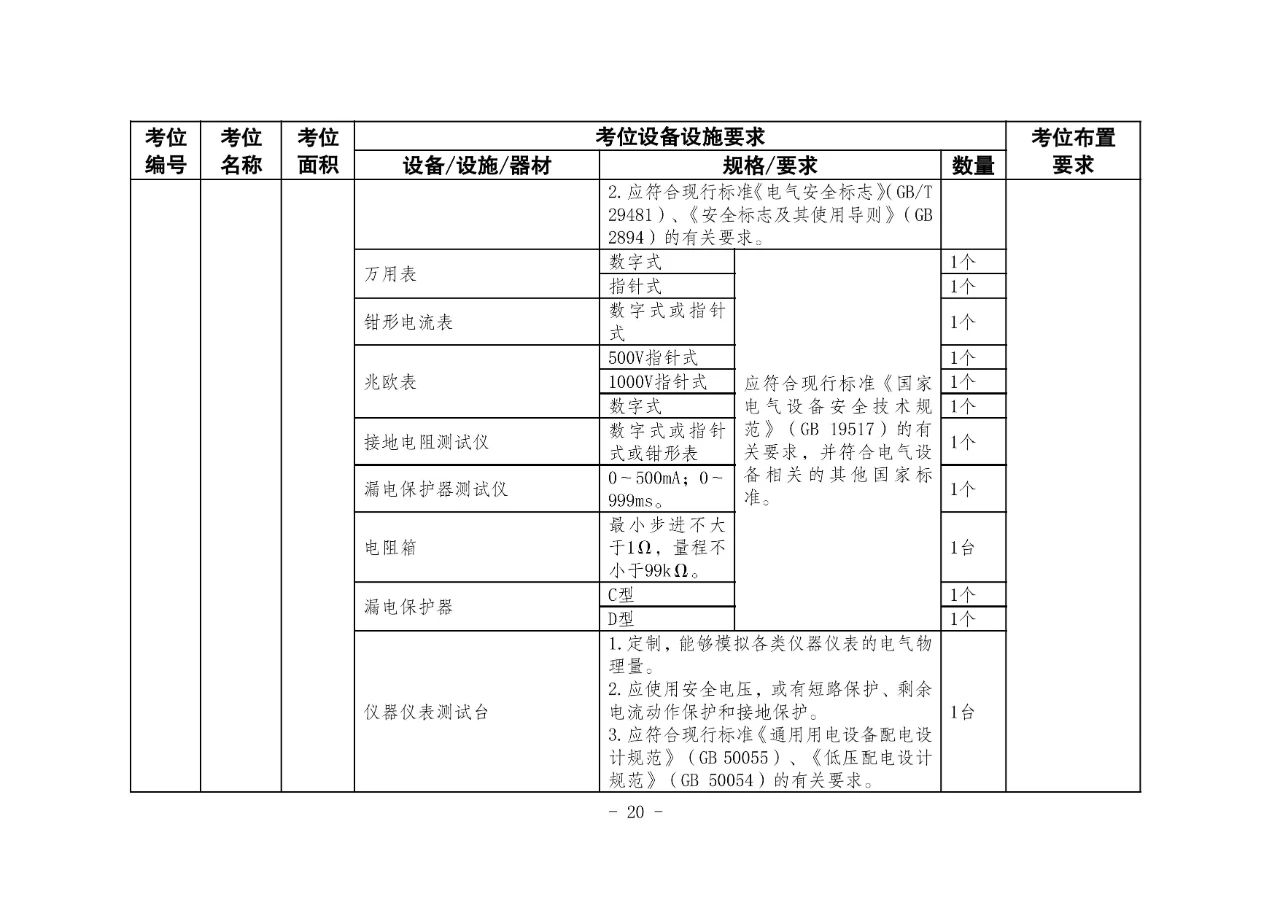 考位
编号
考位
名称
考位
面积
考位设备设施要求
考位布置
要求
设备/设施/器材
规格/要求
数量
2.应符合现行标准《电气安全标志》（GB/T
29481）、《安全标志及其使用导则》（GB
2894）的有关要求。
万用表
数字式
1个
指针式
1个
钳形电流表
数字式或指针
式
1个
兆欧表
500V指针式
1个
1000V指针式
1个
数字式
1个
应符合现行标准《国家
电气设备安全技术规
范》（GB 19517）的有
关要求，并符合电气设
备相关的其他国家标
准。
接地电阻测试仪
数字式或指针
式或钳形表
1个
漏电保护器测试仪
0～500mA；0～
999ms。
1个
电阻箱
最小步进不大
于1Ω，量程不
小于99kΩ。
1台
漏电保护器
C型
1个
D型
1个
仪器仪表测试台
1.定制，能够模拟各类仪器仪表的电气物
理量。
2.应使用安全电压，或有短路保护、剩余
电流动作保护和接地保护。
3.应符合现行标准《通用用电设备配电设
计规范》（GB 50055）、《低压配电设计
规范》（GB 50054）的有关要求。
1台
- 20 -